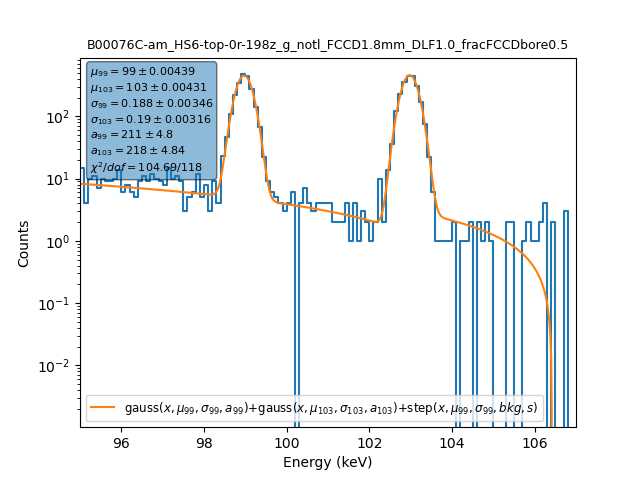 B00076C-am_HS6-top-0r-198z_g_notl_FCCD1.8mm_DLF1.0_fracFCCDbore0.5
μ₉₉ = 99 ± 0.00439
μ₁₀₃ = 103 ± 0.00431
σ₉₉ = 0.188 ± 0.00346
σ₁₀₃ = 0.19 ± 0.00316
a₉₉ = 211 ± 4.8
a₁₀₃ = 218 ± 4.84
χ²/dof = 104.69/118
10²
10¹
10⁰
10⁻¹
10⁻²
Counts
gauss(x, μ₉₉, σ₉₉, a₉₉)+gauss(x, μ₁₀₃, σ₁₀₃, a₁₀₃)+step(x, μ₉₉, σ₉₉, bkg, s)
96 98 100 102 104 106
Energy (keV)